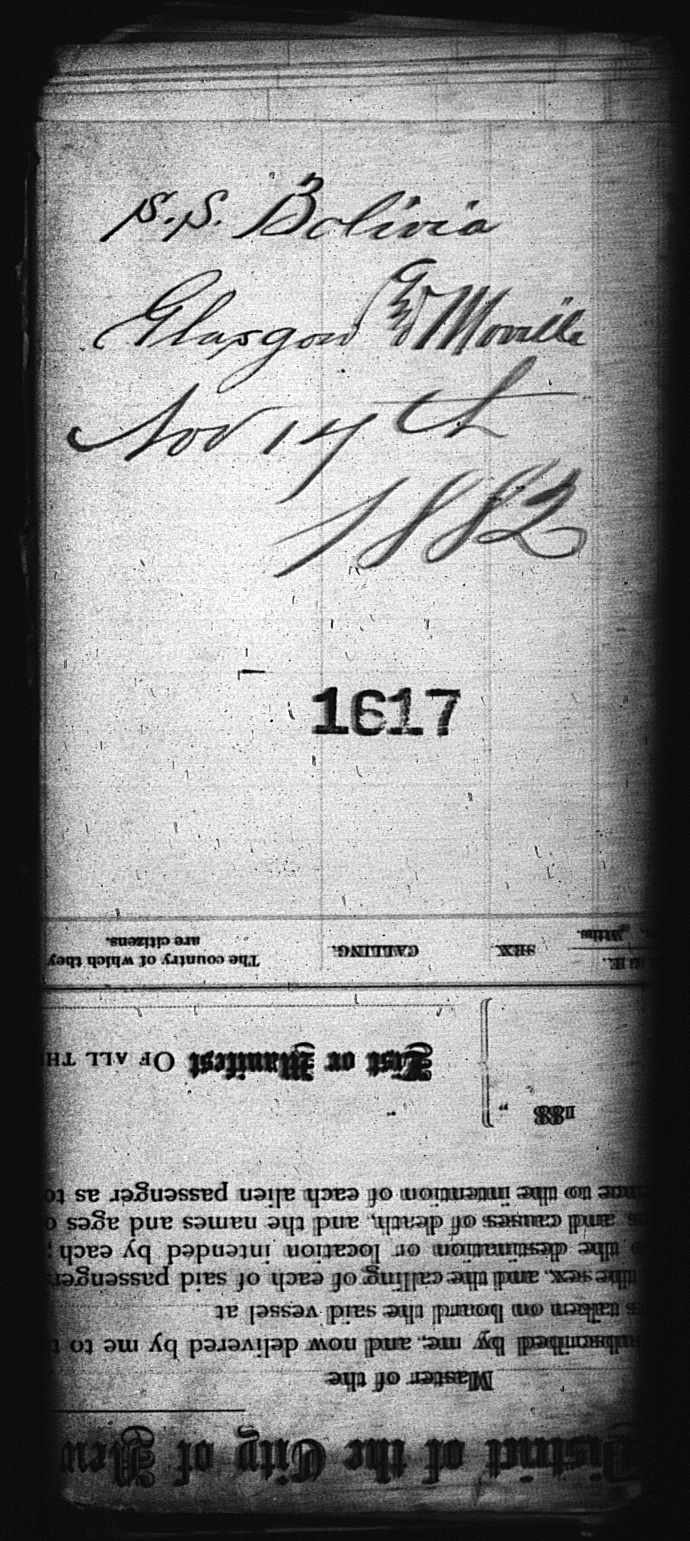 S.S. Bolivia
Glasgow & Moville
Nov 14th
1882
1617
The country of which they
are citizens.
CALLING.
SEX.
Mths.
List or Manifest OF ALL TH
188
to the intention of each alien passenger as to
and causes of death, and the names and ages
the destination or location intended by each
the sex, and the calling of each of said passenger
taken on board the said vessel at
subscribed by me, and now delivered by me to
Master of the
District of the City of New